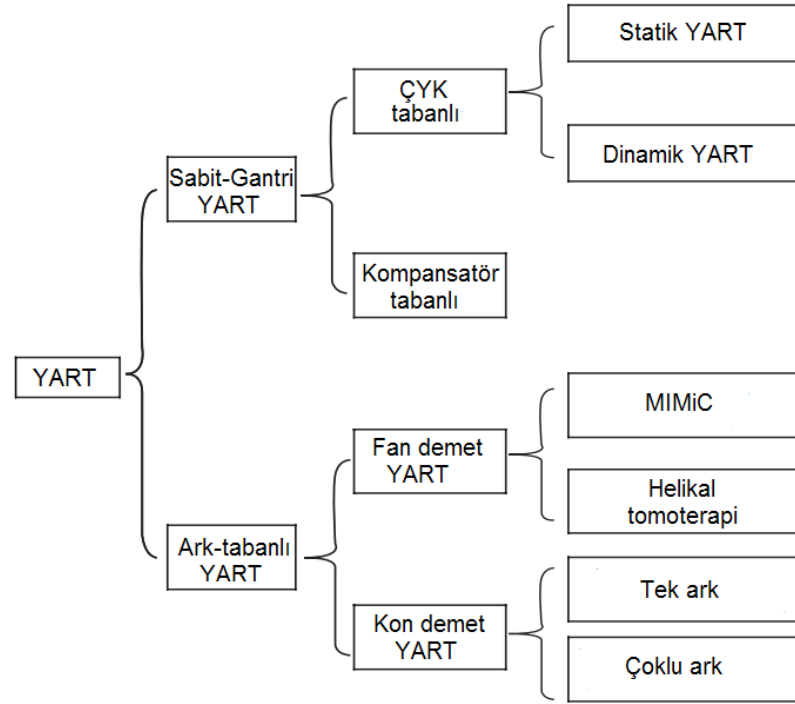 Statik YART
ÇYK
tabanlı
Dinamik YART
Sabit-Gantri
YART
Kompansatör
tabanlı
YART
MIMiC
Fan demet
YART
Helikal
tomoterapi
Ark-tabanlı
YART
Tek ark
Kon demet
YART
Çoklu ark